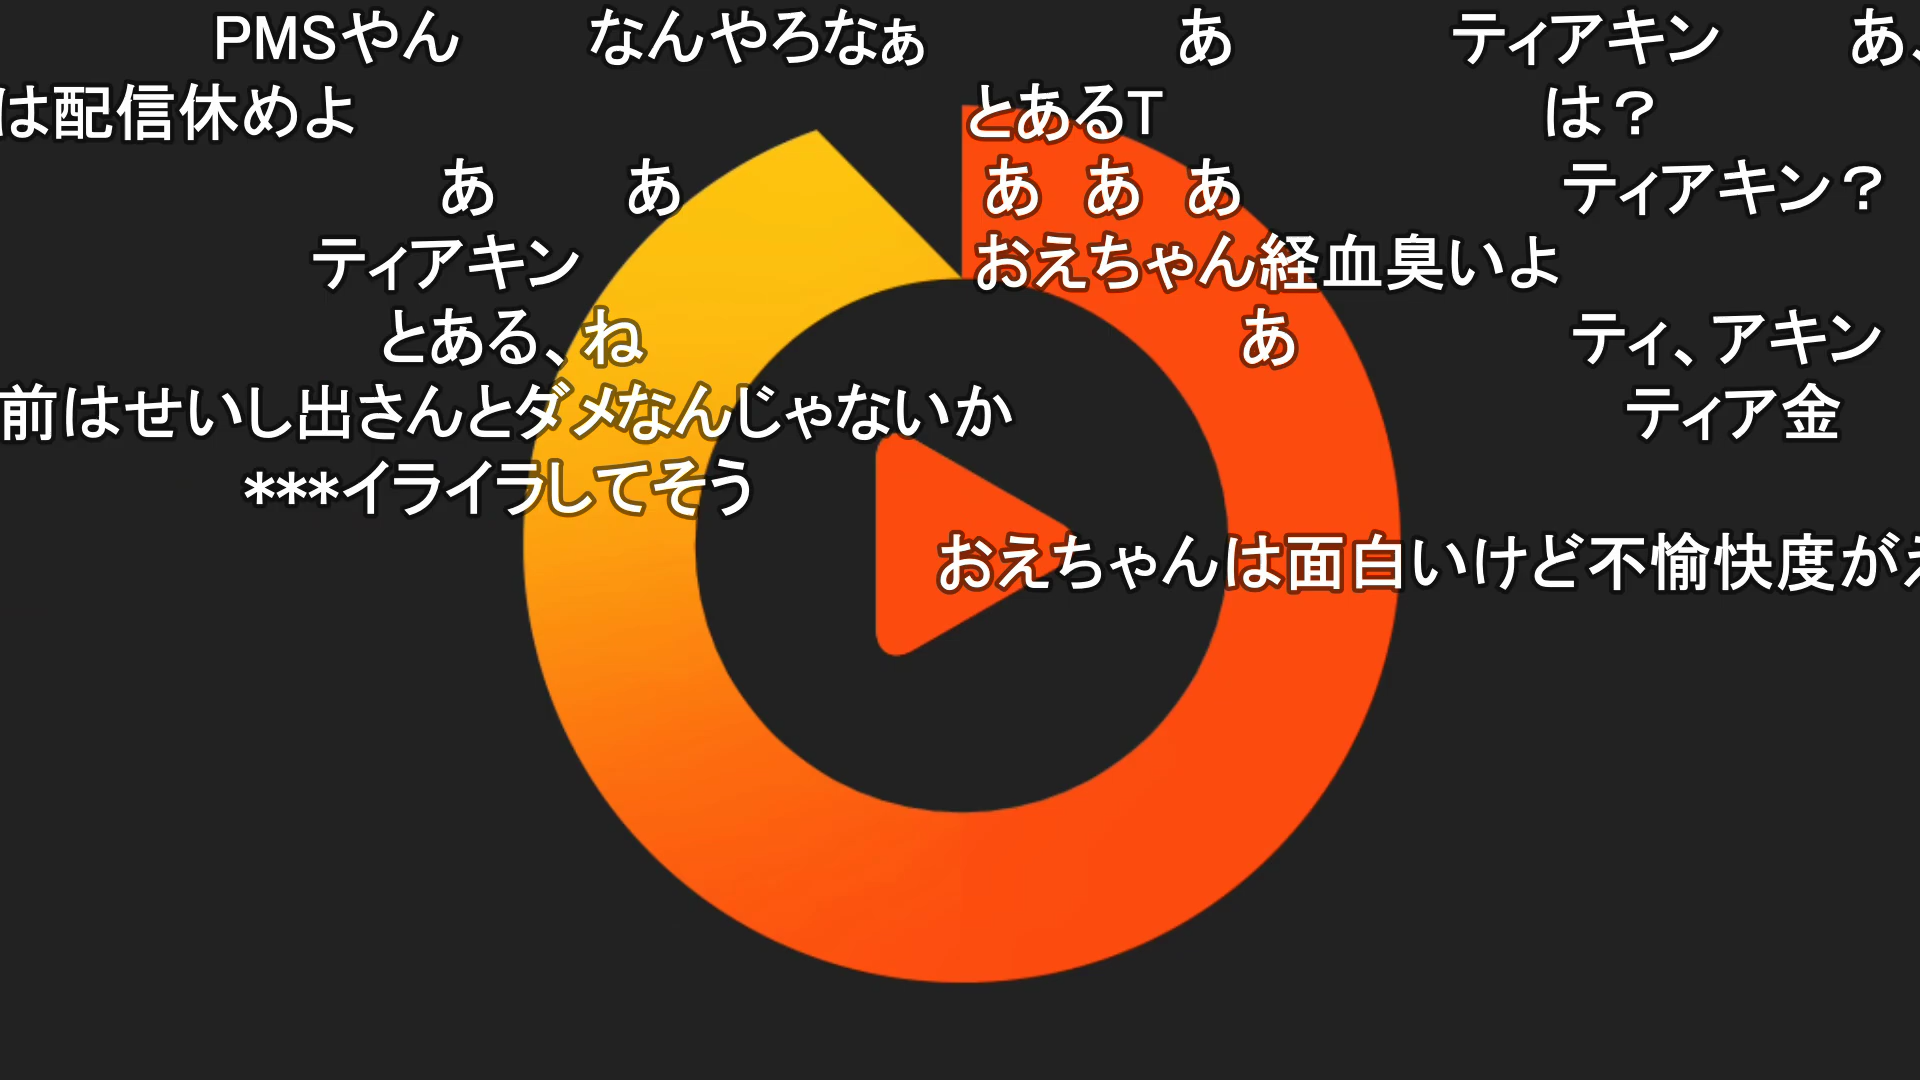 PMSやん なんやろなぁ あ ティアキン あ、
は配信休めよ とあるT は？
あ あ あ あ あ ティアキン？
ティアキン おえちゃん経血臭いよ
とある、ね あ ティ、アキン
前はせいし出さんとダメなんじゃないか ティア金
***イライラしてそう
おえちゃんは面白いけど不愉快度が